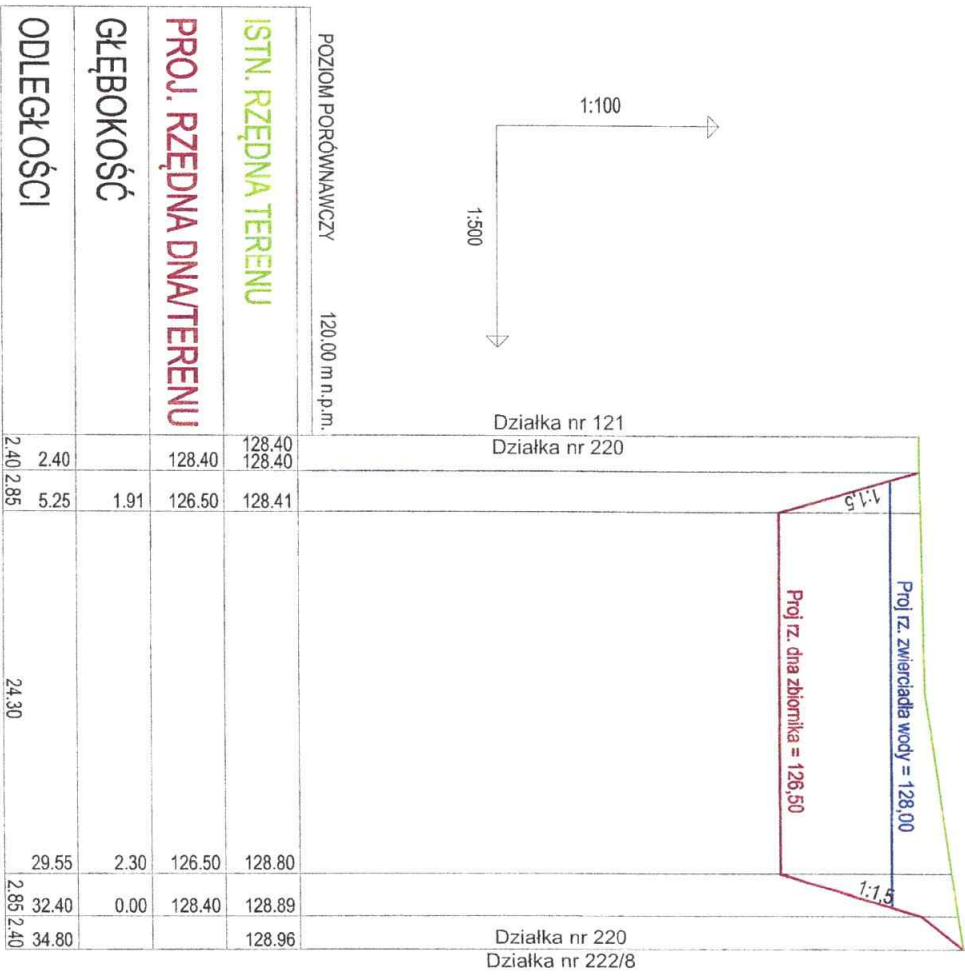 1:100
1:500
Działka nr 121
Działka nr 220
1:1,5
Proj rz. zwierciadła wody = 128,00
Proj rz. dna zbiornika = 126,50
1:1,5
Działka nr 220
Działka nr 222/8
POZIOM PORÓWNAWCZY 120.00 m n.p.m.
ISTN. RZĘDNA TERENU 128.40 128.40 128.41 128.80 128.89 128.96
PROJ. RZĘDNA DNA/TERENU 128.40 126.50 126.50 128.40
GŁĘBOKOŚĆ 1.91 2.30 0.00
ODLEGŁOŚCI 2.40 5.25 29.55 32.40 34.80
2.40 2.85 24.30 2.85 2.40